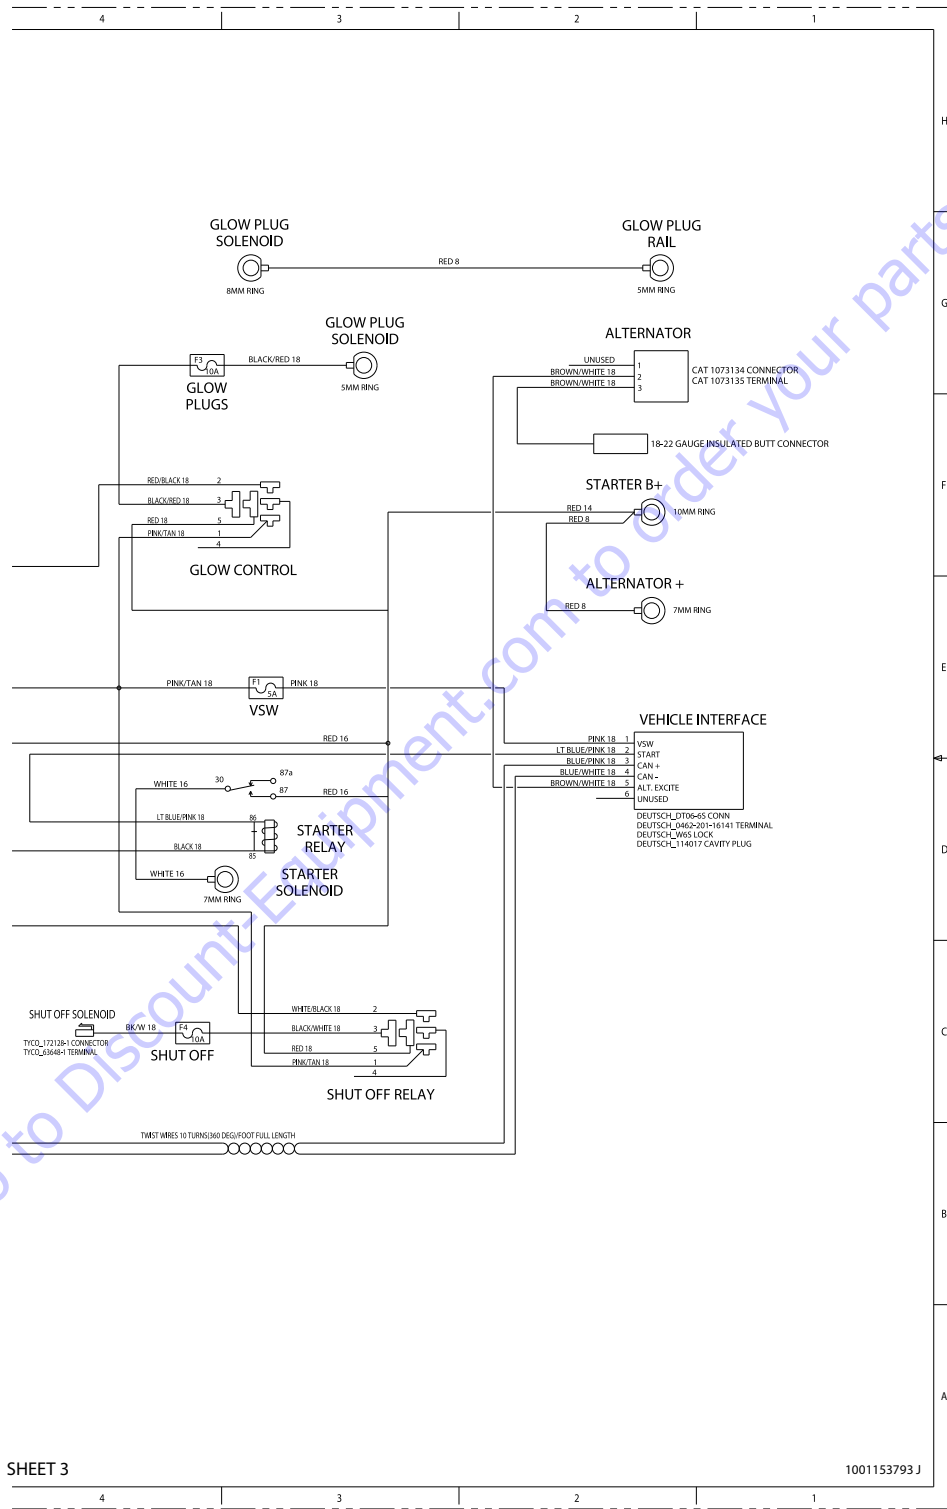 4 3 2 1
H
GLOW PLUG
SOLENOID
8MM RING
RED 8
GLOW PLUG
RAIL
5MM RING
G
GLOW PLUG
SOLENOID
5MM RING
F3
10A
BLACK/RED 18
GLOW
PLUGS
ALTERNATOR
UNUSED 1
BROWN/WHITE 18 2
BROWN/WHITE 18 3
CAT 1073134 CONNECTOR
CAT 1073135 TERMINAL
18-22 GAUGE INSULATED BUTT CONNECTOR
F
RED/BLACK 18 2
BLACK/RED 18 3
RED 18 5
PINK/TAN 18 1
4
GLOW CONTROL
STARTER B+
RED 14
RED 8
10MM RING
ALTERNATOR +
RED 8
7MM RING
E
PINK/TAN 18
F1
5A
PINK 18
VSW
RED 16
VEHICLE INTERFACE
PINK 18 1 VSW
LT BLUE/PINK 18 2 START
BLUE/PINK 18 3 CAN +
BLUE/WHITE 18 4 CAN -
BROWN/WHITE 18 5 ALT. EXCITE
6 UNUSED
DEUTSCH_DT06-6S CONN
DEUTSCH_0462-201-16141 TERMINAL
DEUTSCH_W6S LOCK
DEUTSCH_114017 CAVITY PLUG
WHITE 16
30
87a
87
RED 16
LT BLUE/PINK 18
86
BLACK 18
85
STARTER
RELAY
WHITE 16
7MM RING
STARTER
SOLENOID
D
SHUT OFF SOLENOID
TYCO_172128-1 CONNECTOR
TYCO_63648-1 TERMINAL
BK/W 18
F4
10A
SHUT OFF
WHITE/BLACK 18 2
BLACK/WHITE 18 3
RED 18 5
PINK/TAN 18 1
4
SHUT OFF RELAY
C
TWIST WIRES 10 TURNS(360 DEG)/FOOT FULL LENGTH
B
A
to Discount-Equipment.com to order your parts
SHEET 3
1001153793 J
4 3 2 1